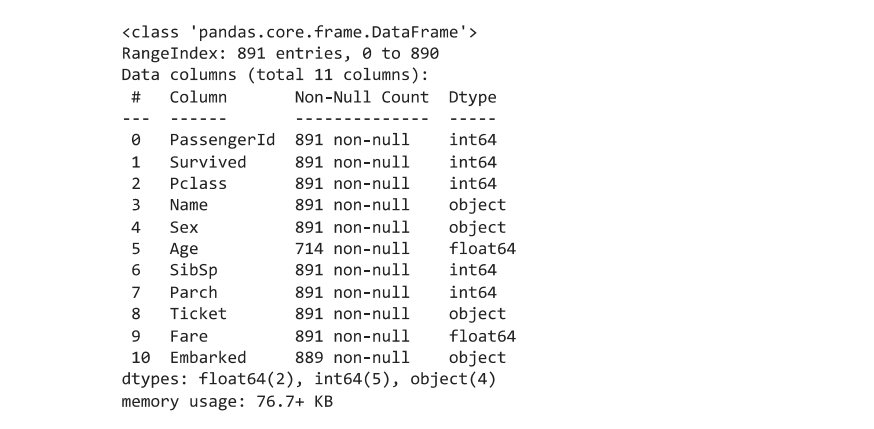 <class 'pandas.core.frame.DataFrame'>
RangeIndex: 891 entries, 0 to 890
Data columns (total 11 columns):
 #   Column       Non-Null Count  Dtype
---  ------       --------------  -----
 0   PassengerId  891 non-null    int64
 1   Survived     891 non-null    int64
 2   Pclass       891 non-null    int64
 3   Name         891 non-null    object
 4   Sex          891 non-null    object
 5   Age          714 non-null    float64
 6   SibSp        891 non-null    int64
 7   Parch        891 non-null    int64
 8   Ticket       891 non-null    object
 9   Fare         891 non-null    float64
 10  Embarked     889 non-null    object
dtypes: float64(2), int64(5), object(4)
memory usage: 76.7+ KB